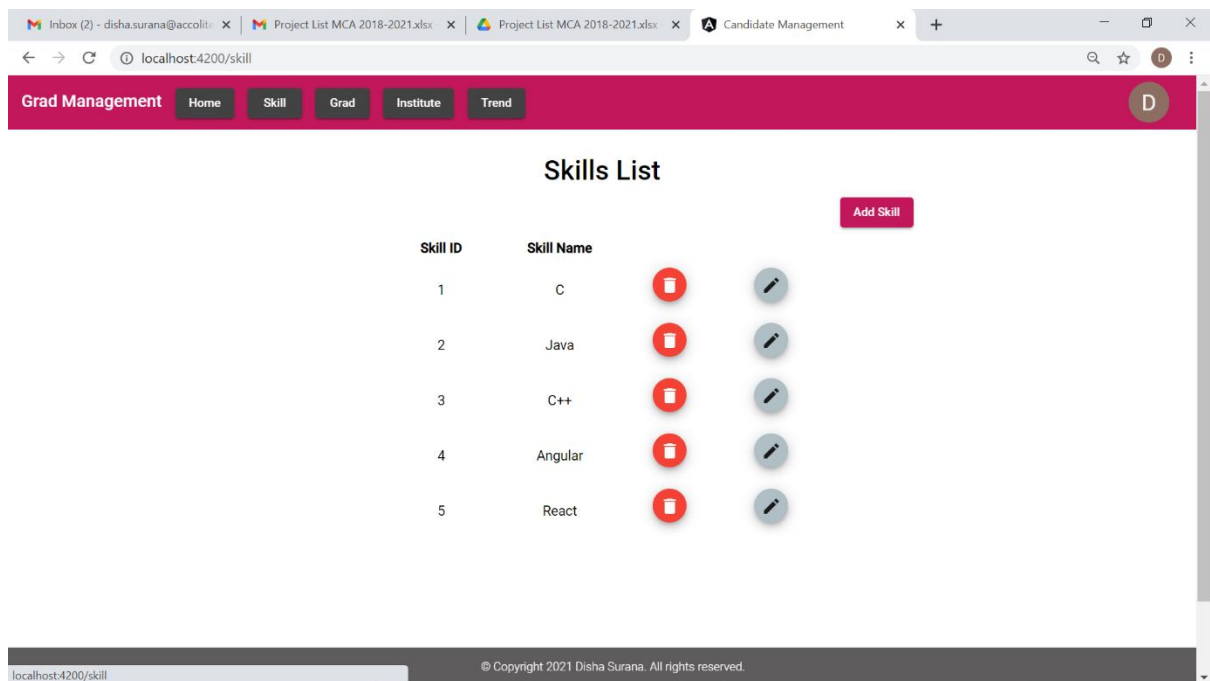 Inbox (2) - disha.surana@accolite Project List MCA 2018-2021.xlsx - Project List MCA 2018-2021.xlsx - Candidate Management
localhost:4200/skill D
Grad Management Home Skill Grad Institute Trend D
Skills List
Add Skill
Skill ID Skill Name
1 C
2 Java
3 C++
4 Angular
5 React
© Copyright 2021 Disha Surana. All rights reserved.
localhost:4200/skill